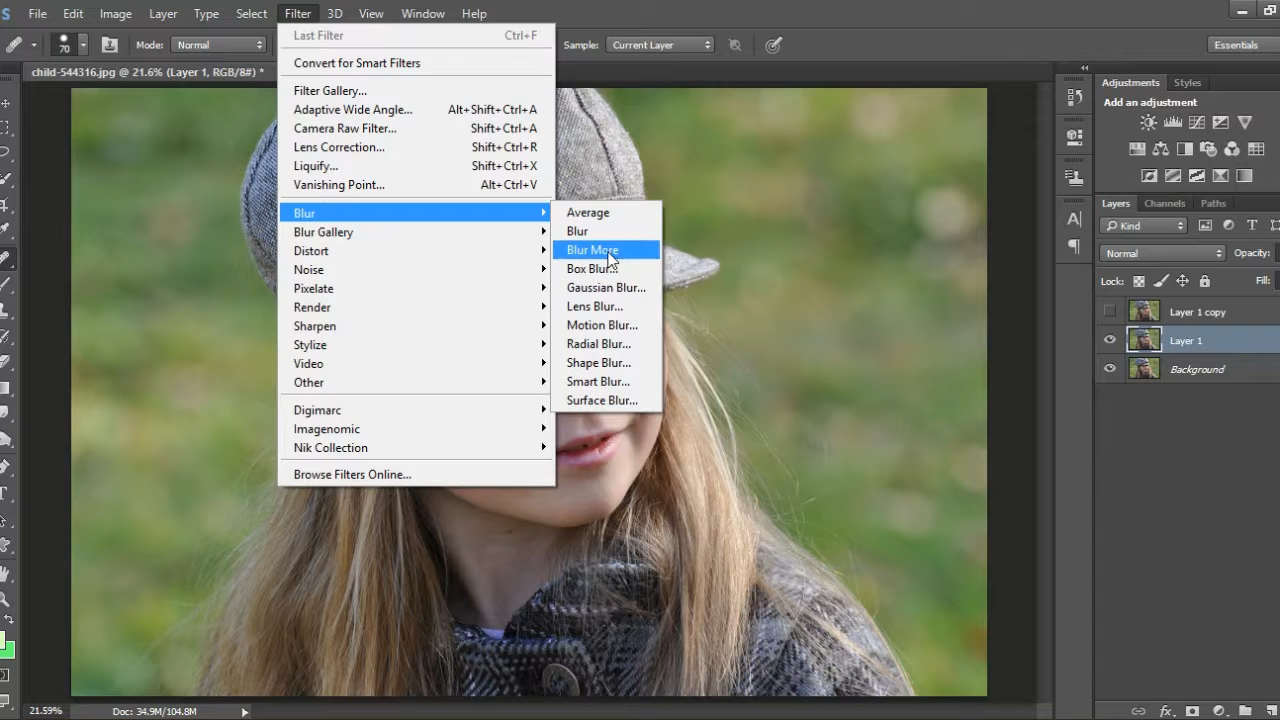 S File Edit Image Layer Type Select Filter 3D View Window Help
70 Mode: Normal Sample: Current Layer Essentials
child-544316.jpg @ 21.6% (Layer 1, RGB/8#) *
Last Filter Ctrl+F
Convert for Smart Filters
Filter Gallery...
Adaptive Wide Angle... Alt+Shift+Ctrl+A
Camera Raw Filter... Shift+Ctrl+A
Lens Correction... Shift+Ctrl+R
Liquify... Shift+Ctrl+X
Vanishing Point... Alt+Ctrl+V
Blur
Blur Gallery
Distort
Noise
Pixelate
Render
Sharpen
Stylize
Video
Other
Digimarc
Imagenomic
Nik Collection
Browse Filters Online...
Average
Blur
Blur More
Box Blur...
Gaussian Blur...
Lens Blur...
Motion Blur...
Radial Blur...
Shape Blur...
Smart Blur...
Surface Blur...
Adjustments Styles
Add an adjustment
Layers Channels Paths
Kind T
Normal Opacity:
Lock: Fill
Layer 1 copy
Layer 1
Background
21.59% Doc: 34.9M/104.8M